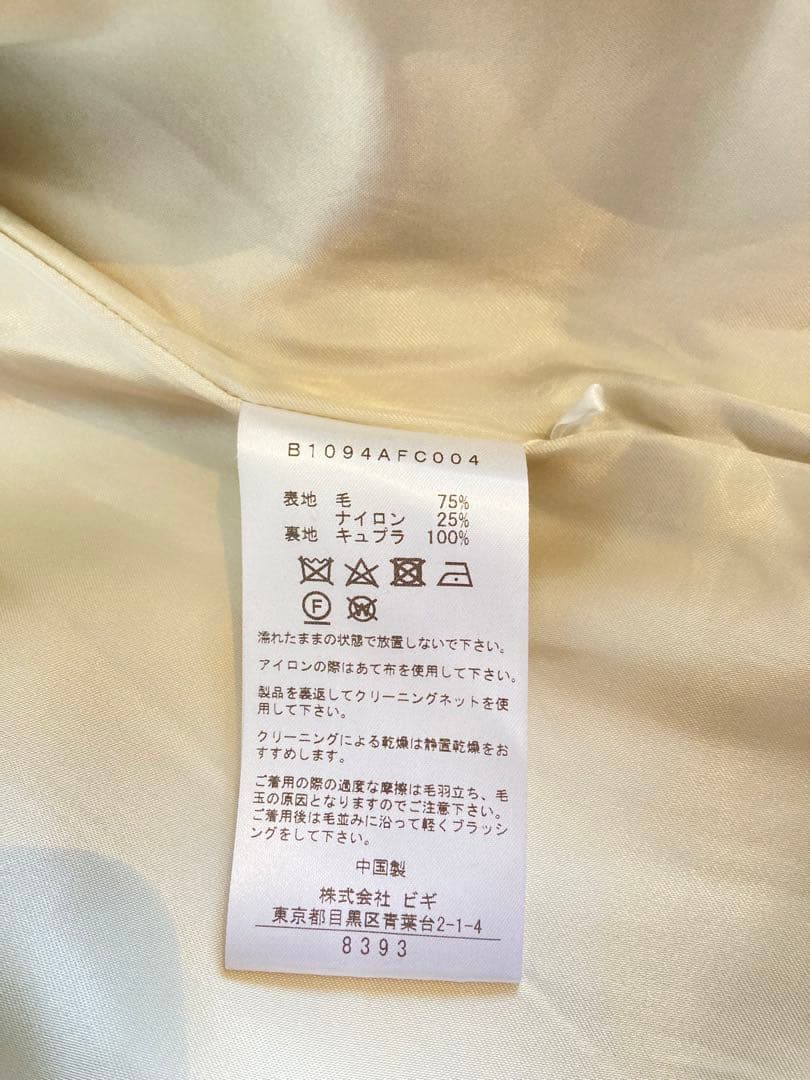 B1094AFC004
表地 毛 75%
ナイロン 25%
裏地 キュプラ 100%
F W
濡れたままの状態で放置しないで下さい。
アイロンの際はあて布を使用して下さい。
製品を裏返してクリーニングネットを使
用して下さい。
クリーニングによる乾燥は静置乾燥をお
すすめします。
ご着用の際の過度な摩擦は毛羽立ち、毛
玉の原因となりますのでご注意下さい。
ご着用後は毛並みに沿って軽くブラッシ
ングをして下さい。
中国製
株式会社 ビギ
東京都目黒区青葉台2-1-4
8393